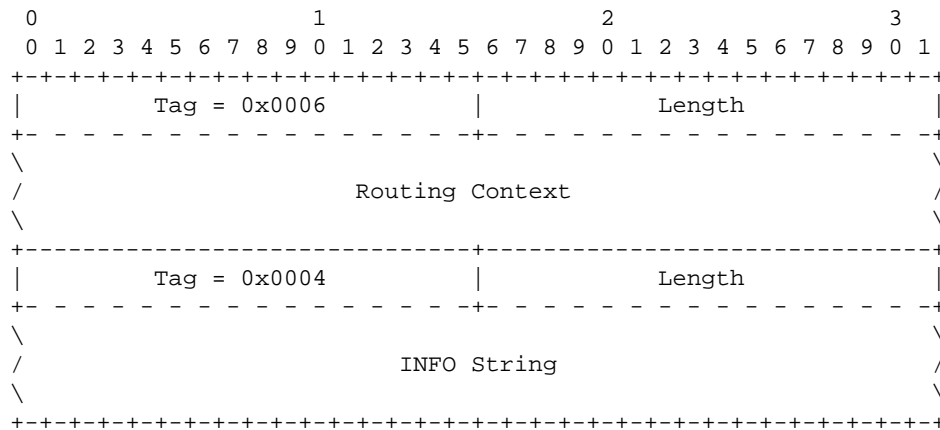 0                   1                   2                   3
 0 1 2 3 4 5 6 7 8 9 0 1 2 3 4 5 6 7 8 9 0 1 2 3 4 5 6 7 8 9 0 1
+-+-+-+-+-+-+-+-+-+-+-+-+-+-+-+-+-+-+-+-+-+-+-+-+-+-+-+-+-+-+-+-+
|         Tag = 0x0006          |            Length             |
+- - - - - - - - - - - - - - - -+- - - - - - - - - - - - - - - -+
\                                                               \
/                       Routing Context                         /
\                                                               \
+-------------------------------+-------------------------------+
|         Tag = 0x0004          |            Length             |
+- - - - - - - - - - - - - - - -+- - - - - - - - - - - - - - - -+
\                                                               \
/                          INFO String                          /
\                                                               \
+-+-+-+-+-+-+-+-+-+-+-+-+-+-+-+-+-+-+-+-+-+-+-+-+-+-+-+-+-+-+-+-+